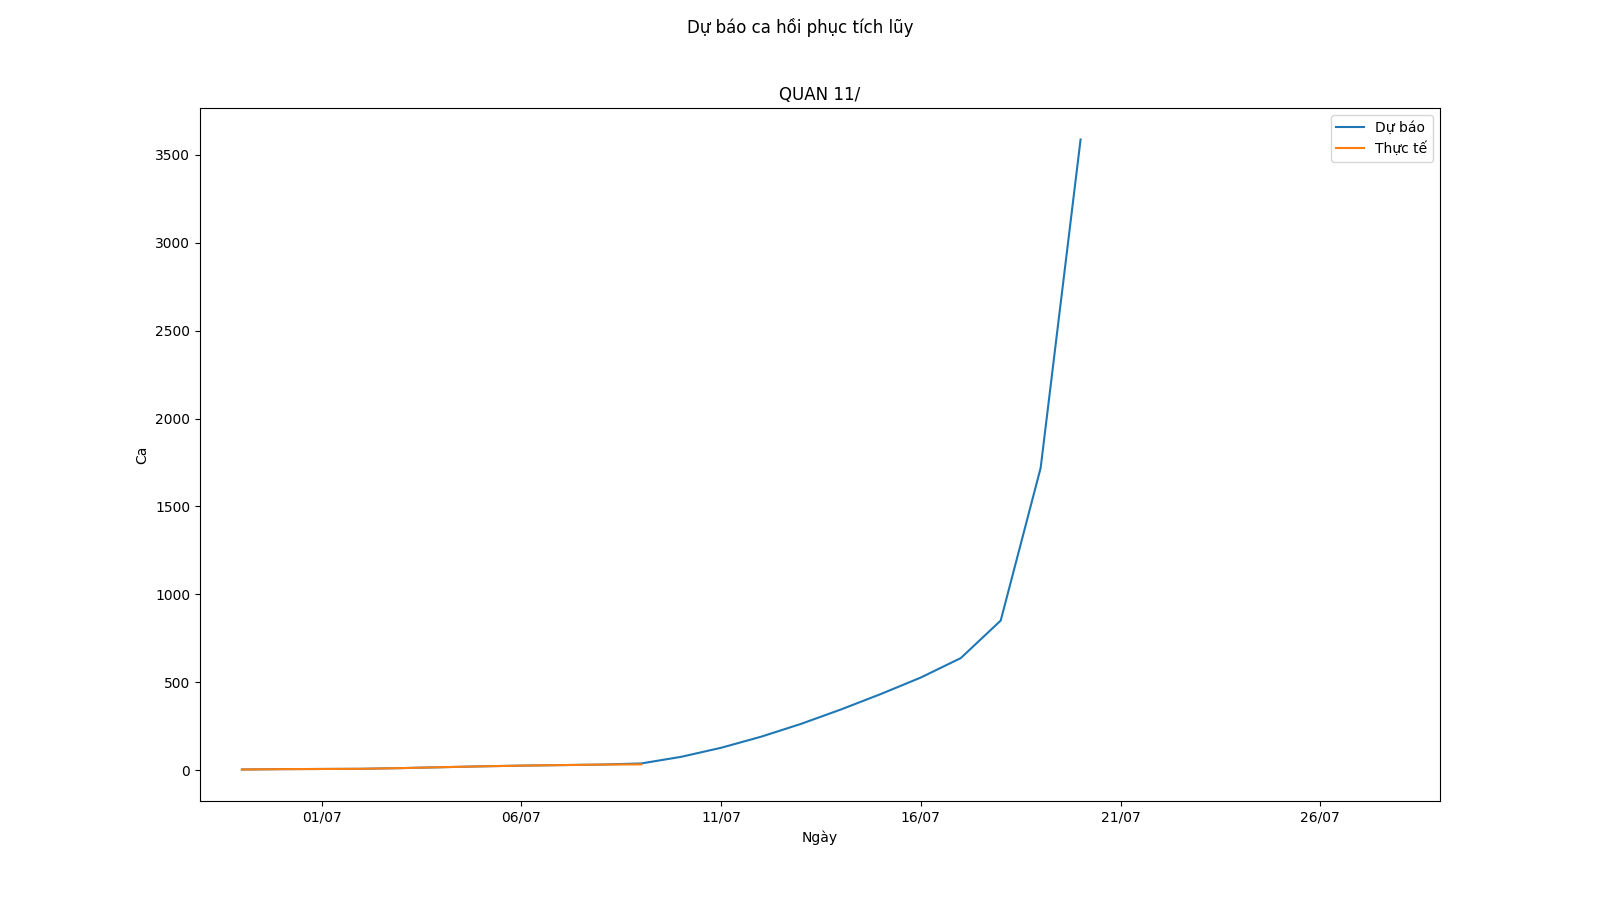 Dự báo ca hồi phục tích lũy
QUAN 11/
Dự báo
Thực tế
3500
3000
2500
2000
1500
1000
500
0
Ca
01/07
06/07
11/07
16/07
21/07
26/07
Ngày